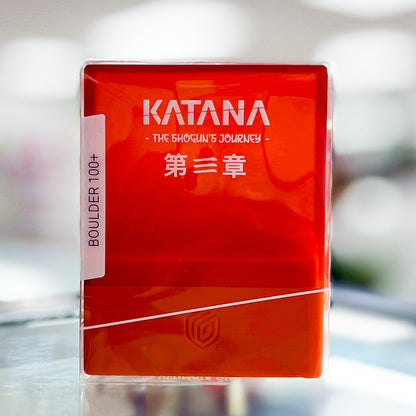 KATANA
- THE SHOGUN'S JOURNEY -
第三章
BOULDER 100+